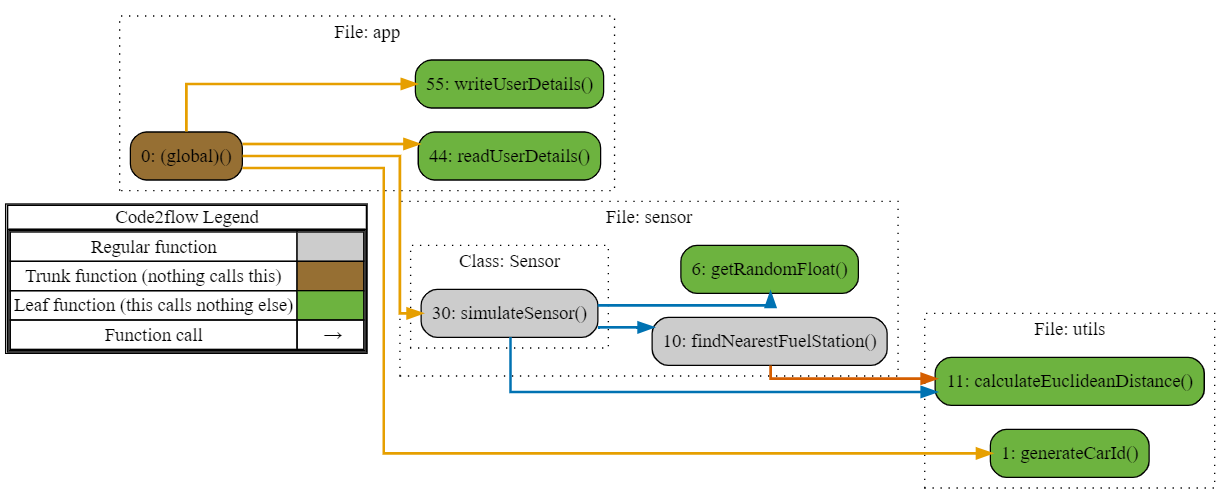 File: app
55: writeUserDetails()
0: (global)()
44: readUserDetails()
Code2flow Legend
Regular function
Trunk function (nothing calls this)
Leaf function (this calls nothing else)
Function call →
File: sensor
Class: Sensor
6: getRandomFloat()
30: simulateSensor()
10: findNearestFuelStation()
File: utils
11: calculateEuclideanDistance()
1: generateCarId()